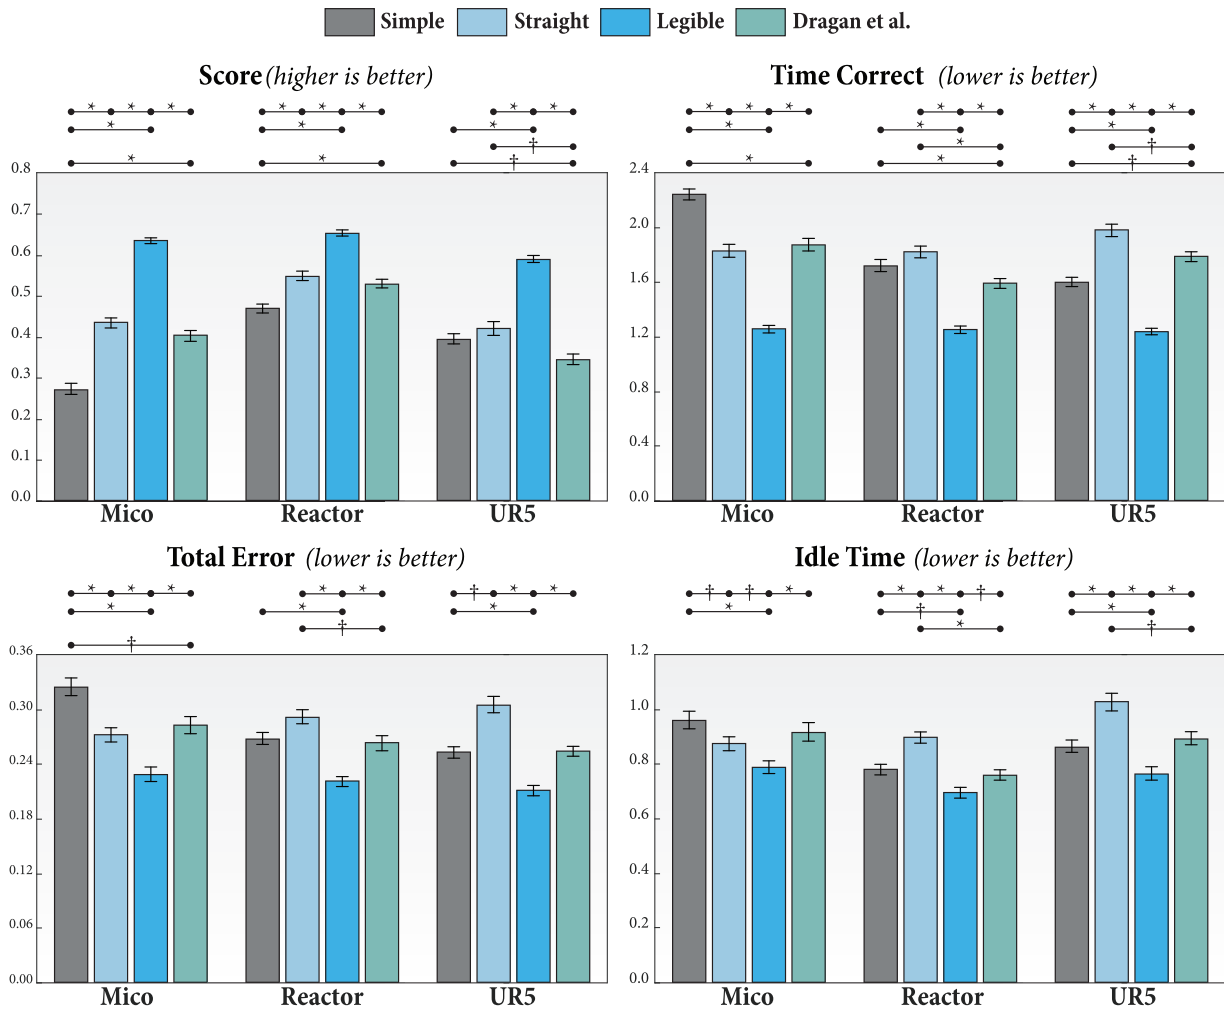 Simple Straight Legible Dragan et al.
Score (higher is better)
* * * *
* *
* *
* *
*
†
* * †
0.8
0.7
0.6
0.5
0.4
0.3
0.2
0.1
0.0
Mico Reactor UR5
Time Correct (lower is better)
* * * * * * * *
* * *
* †
* * †
2.4
2.0
1.6
1.2
0.8
0.4
0.0
Mico Reactor UR5
Total Error (lower is better)
* * * * * † * *
* * *
†
†
0.36
0.30
0.24
0.18
0.12
0.06
0.00
Mico Reactor UR5
Idle Time (lower is better)
† † * * * † * * *
* † *
* †
1.2
1.0
0.8
0.6
0.4
0.2
0.0
Mico Reactor UR5